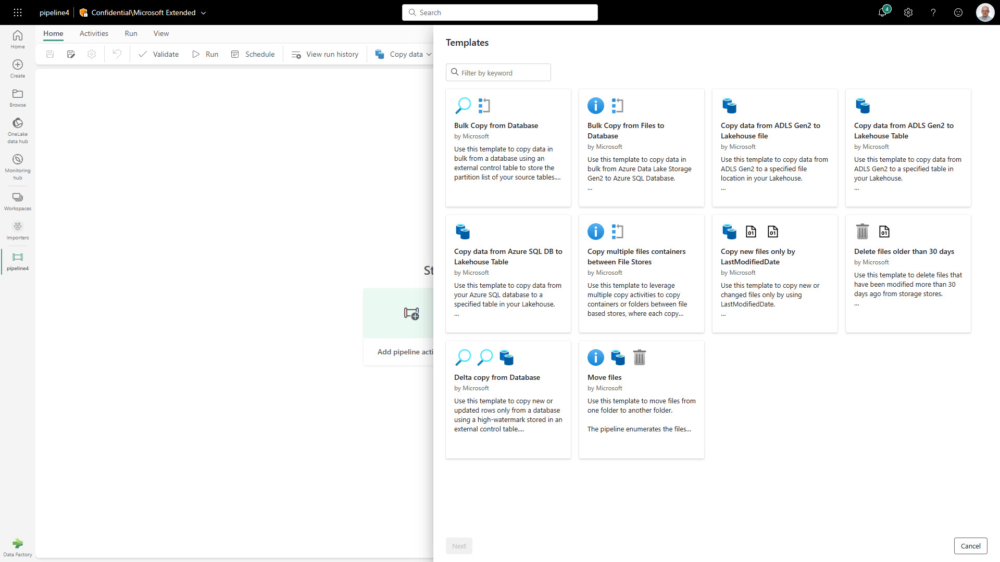 pipeline4
Confidential\Microsoft Extended
Search
4
Home
Activities
Run
View
Validate
Run
Schedule
View run history
Copy data
Home
Create
Browse
OneLake
data hub
Monitoring
hub
Workspaces
Importers
pipeline4
Data Factory
St
Add pipeline acti
Templates
Filter by keyword
Bulk Copy from Database
by Microsoft
Use this template to copy data in
bulk from a database using an
external control table to store the
partition list of your source tables....
Bulk Copy from Files to
Database
by Microsoft
Use this template to copy data in
bulk from Azure Data Lake Storage
Gen2 to Azure SQL Database.
...
Copy data from ADLS Gen2 to
Lakehouse file
by Microsoft
Use this template to copy data from
ADLS Gen2 to a specified file
location in your Lakehouse.
...
Copy data from ADLS Gen2 to
Lakehouse Table
by Microsoft
Use this template to copy data from
ADLS Gen2 to a specified table in
your Lakehouse.
...
Copy data from Azure SQL DB to
Lakehouse Table
by Microsoft
Use this template to copy data from
your Azure SQL database to a
specified table in your Lakehouse.
...
Copy multiple files containers
between File Stores
by Microsoft
Use this template to leverage
multiple copy activities to copy
containers or folders between file
based stores, where each copy...
01
01
Copy new files only by
LastModifiedDate
by Microsoft
Use this template to copy new or
changed files only by using
LastModifiedDate.
...
01
Delete files older than 30 days
by Microsoft
Use this template to delete files that
have been modified more than 30
days ago from storage stores.
...
Delta copy from Database
by Microsoft
Use this template to copy new or
updated rows only from a database
using a high-watermark stored in an
external control table....
Move files
by Microsoft
Use this template to move files from
one folder to another folder.
The pipeline enumerates the files...
Next
Cancel